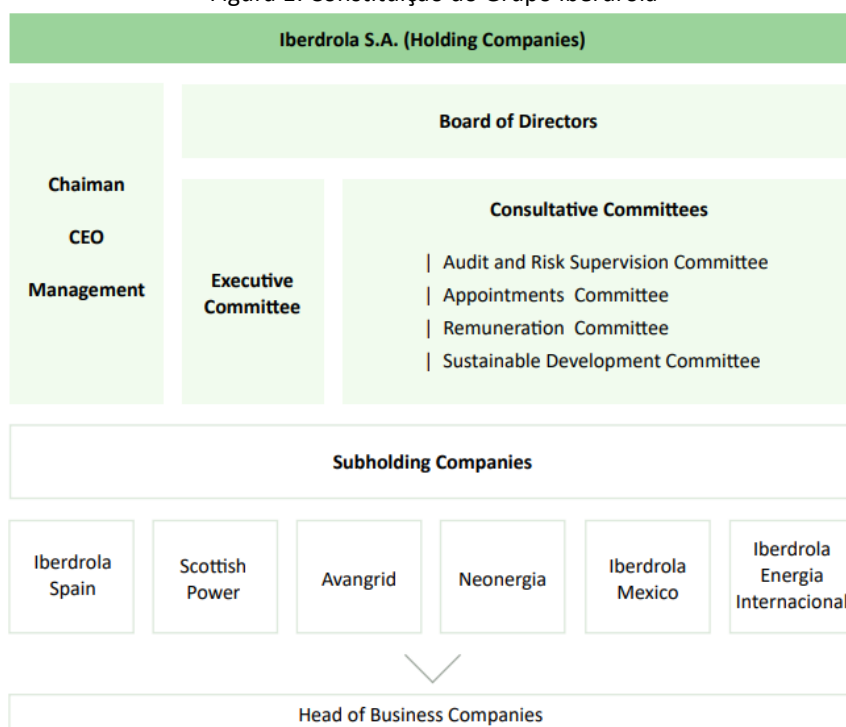 Iberdrola S.A. (Holding Companies)
Board of Directors
Chaiman
CEO
Management
Executive
Committee
Consultative Committees
| Audit and Risk Supervision Committee
| Appointments Committee
| Remuneration Committee
| Sustainable Development Committee
Subholding Companies
Iberdrola
Spain
Scottish
Power
Avangrid
Neonergia
Iberdrola
Mexico
Iberdrola
Energia
Internacional
Head of Business Companies